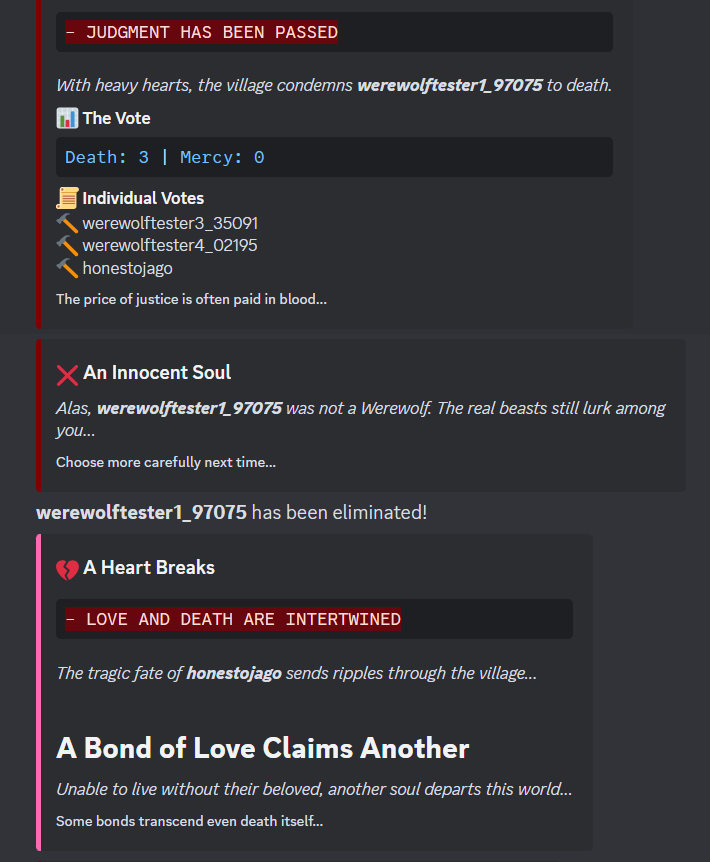 - JUDGMENT HAS BEEN PASSED
With heavy hearts, the village condemns werewolftester1_97075 to death.
The Vote
Death: 3 | Mercy: 0
Individual Votes
werewolftester3_35091
werewolftester4_02195
honestojago
The price of justice is often paid in blood...
An Innocent Soul
Alas, werewolftester1_97075 was not a Werewolf. The real beasts still lurk among
you...
Choose more carefully next time...
werewolftester1_97075 has been eliminated!
A Heart Breaks
- LOVE AND DEATH ARE INTERTWINED
The tragic fate of honestojago sends ripples through the village...
A Bond of Love Claims Another
Unable to live without their beloved, another soul departs this world...
Some bonds transcend even death itself...